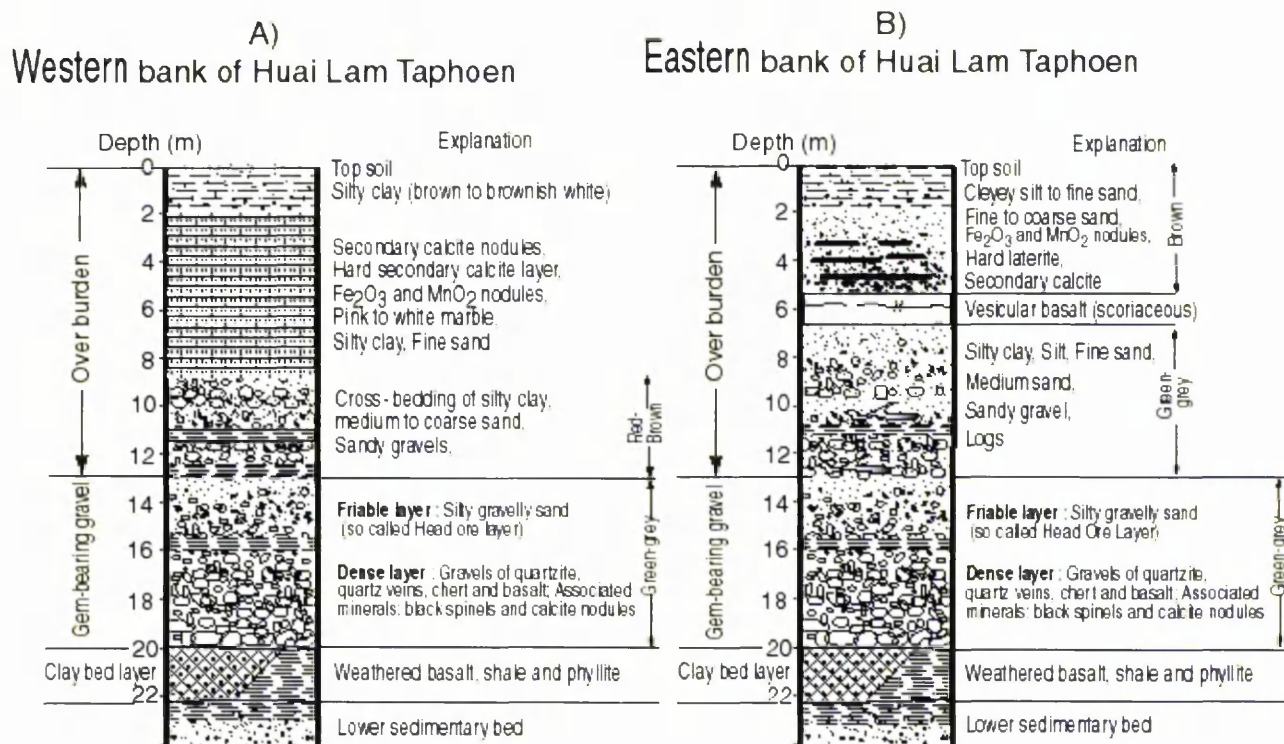 A)
Western bank of Huai Lam Taphoen
Depth (m)
Explanation
0
2
4
6
8
10
12
14
16
18
20
22
Over burden
Gem-bearing gravel
Clay bed layer
Top soil
Silty clay (brown to brownish white)
Secondary calcite nodules,
Hard secondary calcite layer,
Fe2O3 and MnO2 nodules,
Pink to white marble
Silty clay, Fine sand
Cross-bedding of silty clay,
medium to coarse sand,
Sandy gravels,
Red-
Brown
Friable layer : Silty gravelly sand
(so called Head ore layer)
Dense layer : Gravels of quartzite,
quartz veins, chert and basalt; Associated
minerals: black spinels and calcite nodules
Green-grey
Weathered basalt, shale and phyllite
Lower sedimentary bed
B)
Eastern bank of Huai Lam Taphoen
Depth (m)
Explanation
0
2
4
6
8
10
12
14
16
18
20
22
Over burden
Gem-bearing gravel
Clay bed layer
Top soil
Cleyey silt to fine sand,
Fine to coarse sand,
Fe2O3 and MnO2 nodules,
Hard laterite,
Secondary calcite
Brown
Vesicular basalt (scoriaceous)
Silty clay, Silt, Fine sand,
Medium sand,
Sandy gravel,
Logs
Green-
grey
Friable layer : Silty gravelly sand
(so called Head Ore Layer)
Dense layer : Gravels of quartzite,
quartz veins, chert and basalt; Associated
minerals: black spinels and calcite nodules
Green-grey
Weathered basalt, shale and phyllite
Lower sedimentary bed